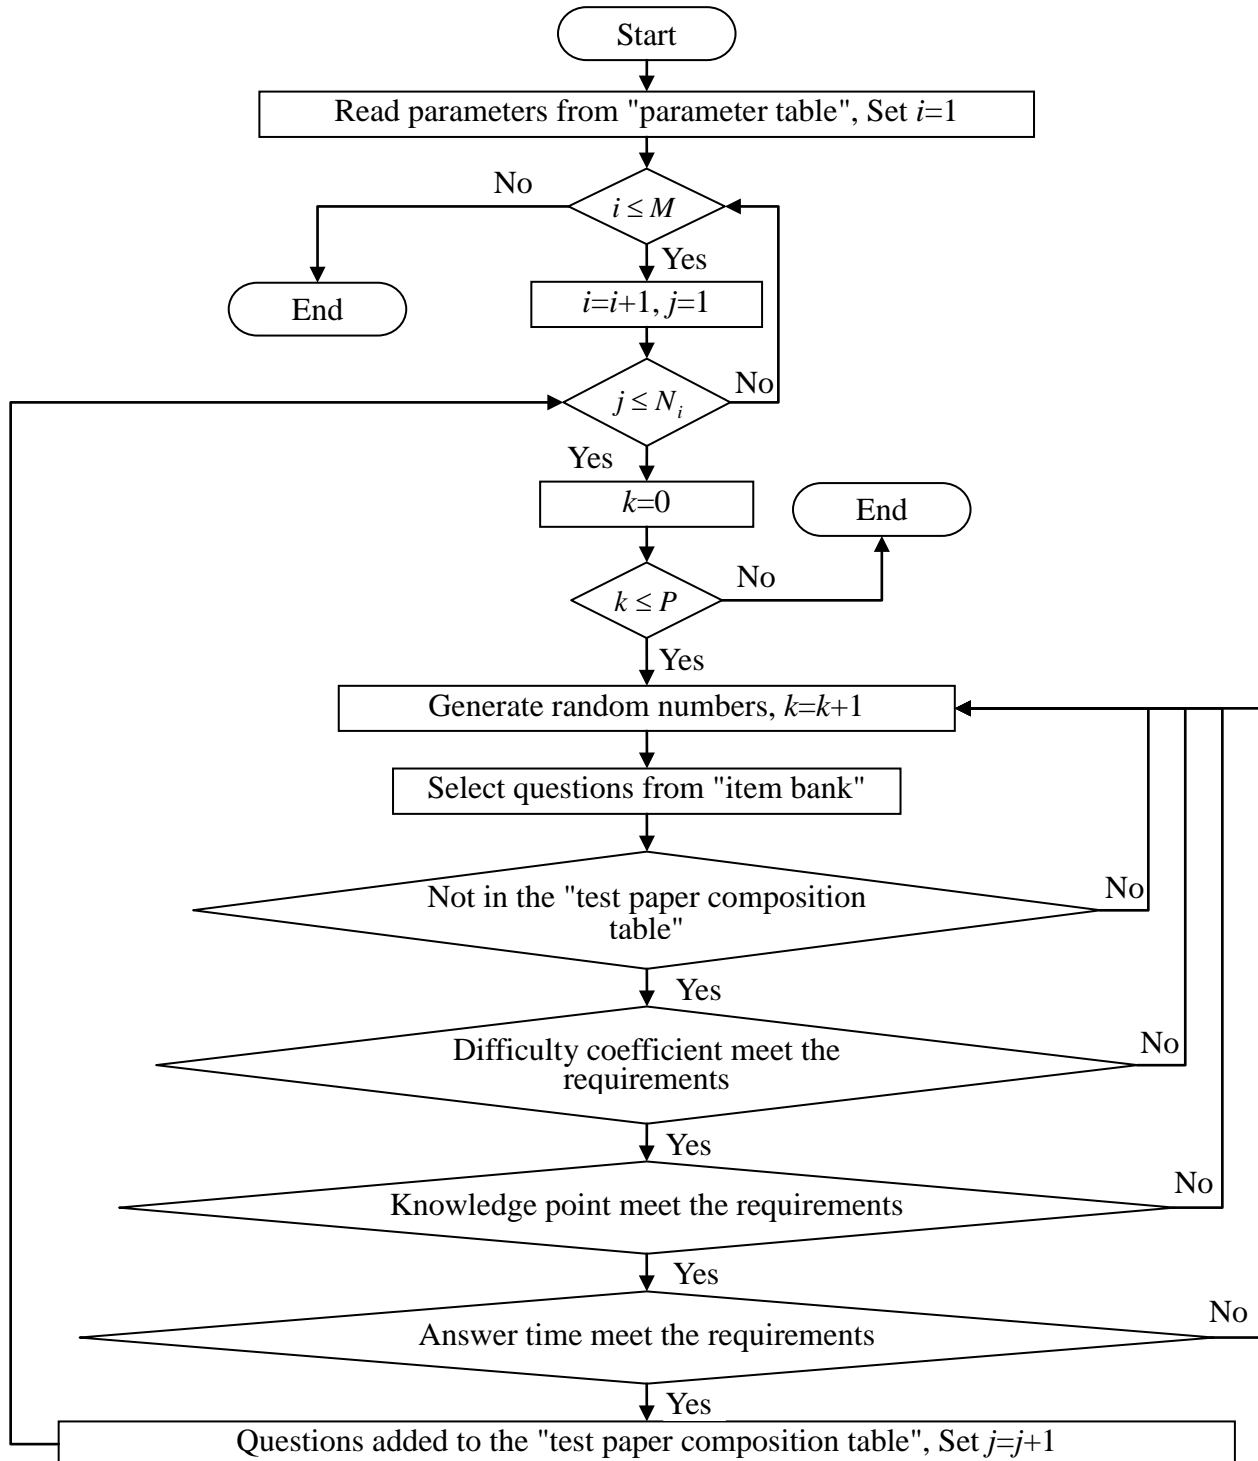 Start
Read parameters from "parameter table", Set i=1
No
i ≤ M
Yes
End
i=i+1, j=1
No
j ≤ N_i
Yes
k=0
End
No
k ≤ P
Yes
Generate random numbers, k=k+1
Select questions from "item bank"
No
Not in the "test paper composition
table"
Yes
No
Difficulty coefficient meet the
requirements
Yes
No
Knowledge point meet the requirements
Yes
No
Answer time meet the requirements
Yes
Questions added to the "test paper composition table", Set j=j+1